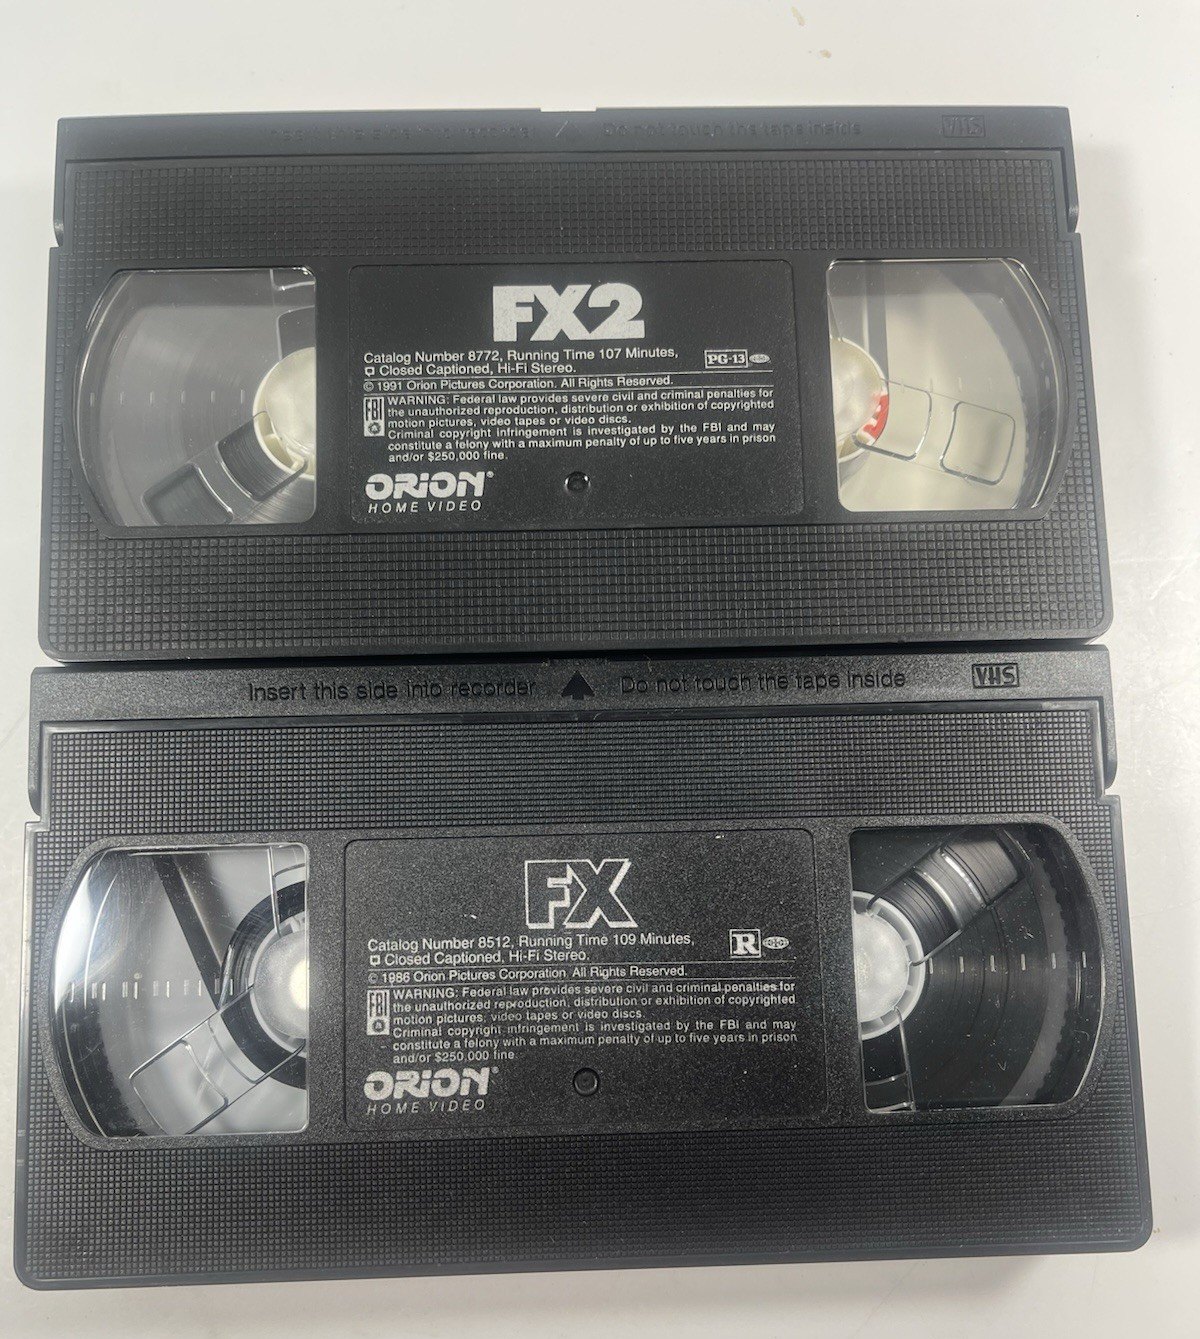 Insert this side into recorder Do not touch the tape inside VHS
FX2
Catalog Number 8772, Running Time 107 Minutes,
Closed Captioned, Hi-Fi Stereo.
PG-13
© 1991 Orion Pictures Corporation. All Rights Reserved.
FBI
WARNING: Federal law provides severe civil and criminal penalties for
the unauthorized reproduction, distribution or exhibition of copyrighted
motion pictures, video tapes or video discs.
Criminal copyright infringement is investigated by the FBI and may
constitute a felony with a maximum penalty of up to five years in prison
and/or $250,000 fine.
ORION®
HOME VIDEO
Insert this side into recorder Do not touch the tape inside VHS
FX
Catalog Number 8512, Running Time 109 Minutes,
Closed Captioned, Hi-Fi Stereo.
R
© 1986 Orion Pictures Corporation. All Rights Reserved.
FBI
WARNING: Federal law provides severe civil and criminal penalties for
the unauthorized reproduction, distribution or exhibition of copyrighted
motion pictures, video tapes or video discs.
Criminal copyright infringement is investigated by the FBI and may
constitute a felony with a maximum penalty of up to five years in prison
and/or $250,000 fine
ORION®
HOME VIDEO